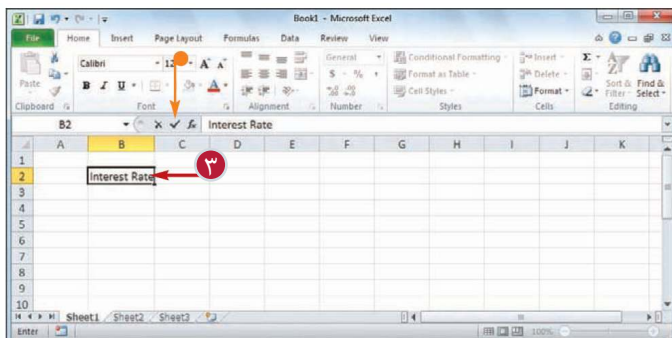 Book1 - Microsoft Excel
File Home Insert Page Layout Formulas Data Review View
Calibri 12 A A General Conditional Formatting Insert Σ
Paste B I U A $ % , Format as Table Delete Sort & Find &
Cell Styles Format Filter Select
Clipboard Font Alignment Number Styles Cells Editing
B2 fx Interest Rate
A B C D E F G H I J K
1
٣
2 Interest Rate
3
4
5
6
7
8
9
10
Sheet1 Sheet2 Sheet3
Enter 100%